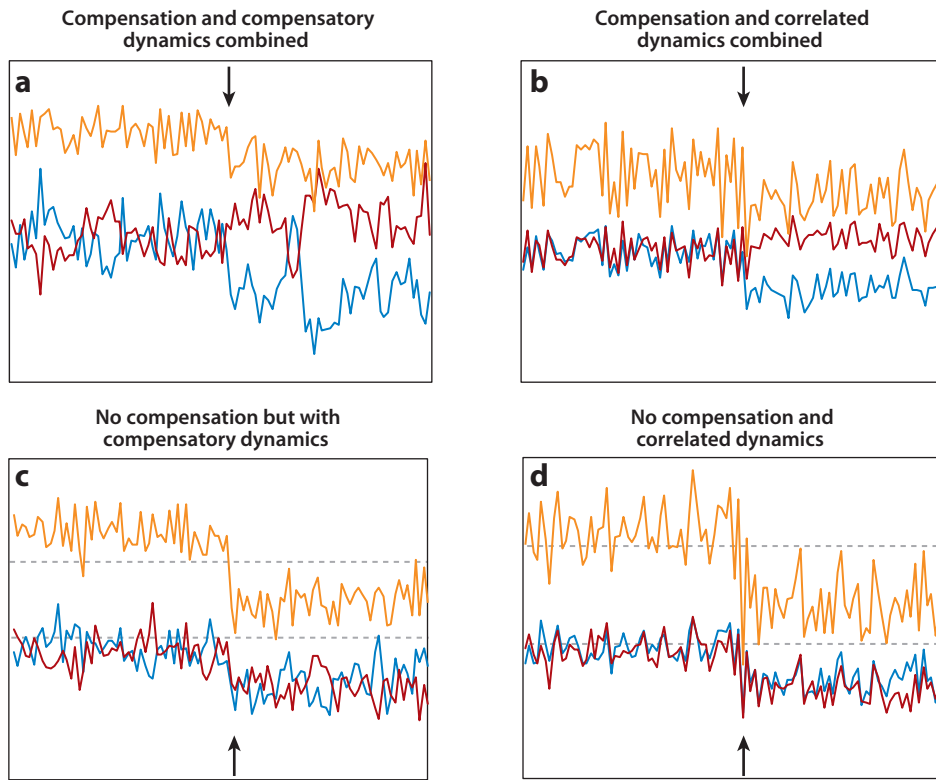 Compensation and compensatory
dynamics combined
Compensation and correlated
dynamics combined
a
b
No compensation but with
compensatory dynamics
No compensation and
correlated dynamics
c
d